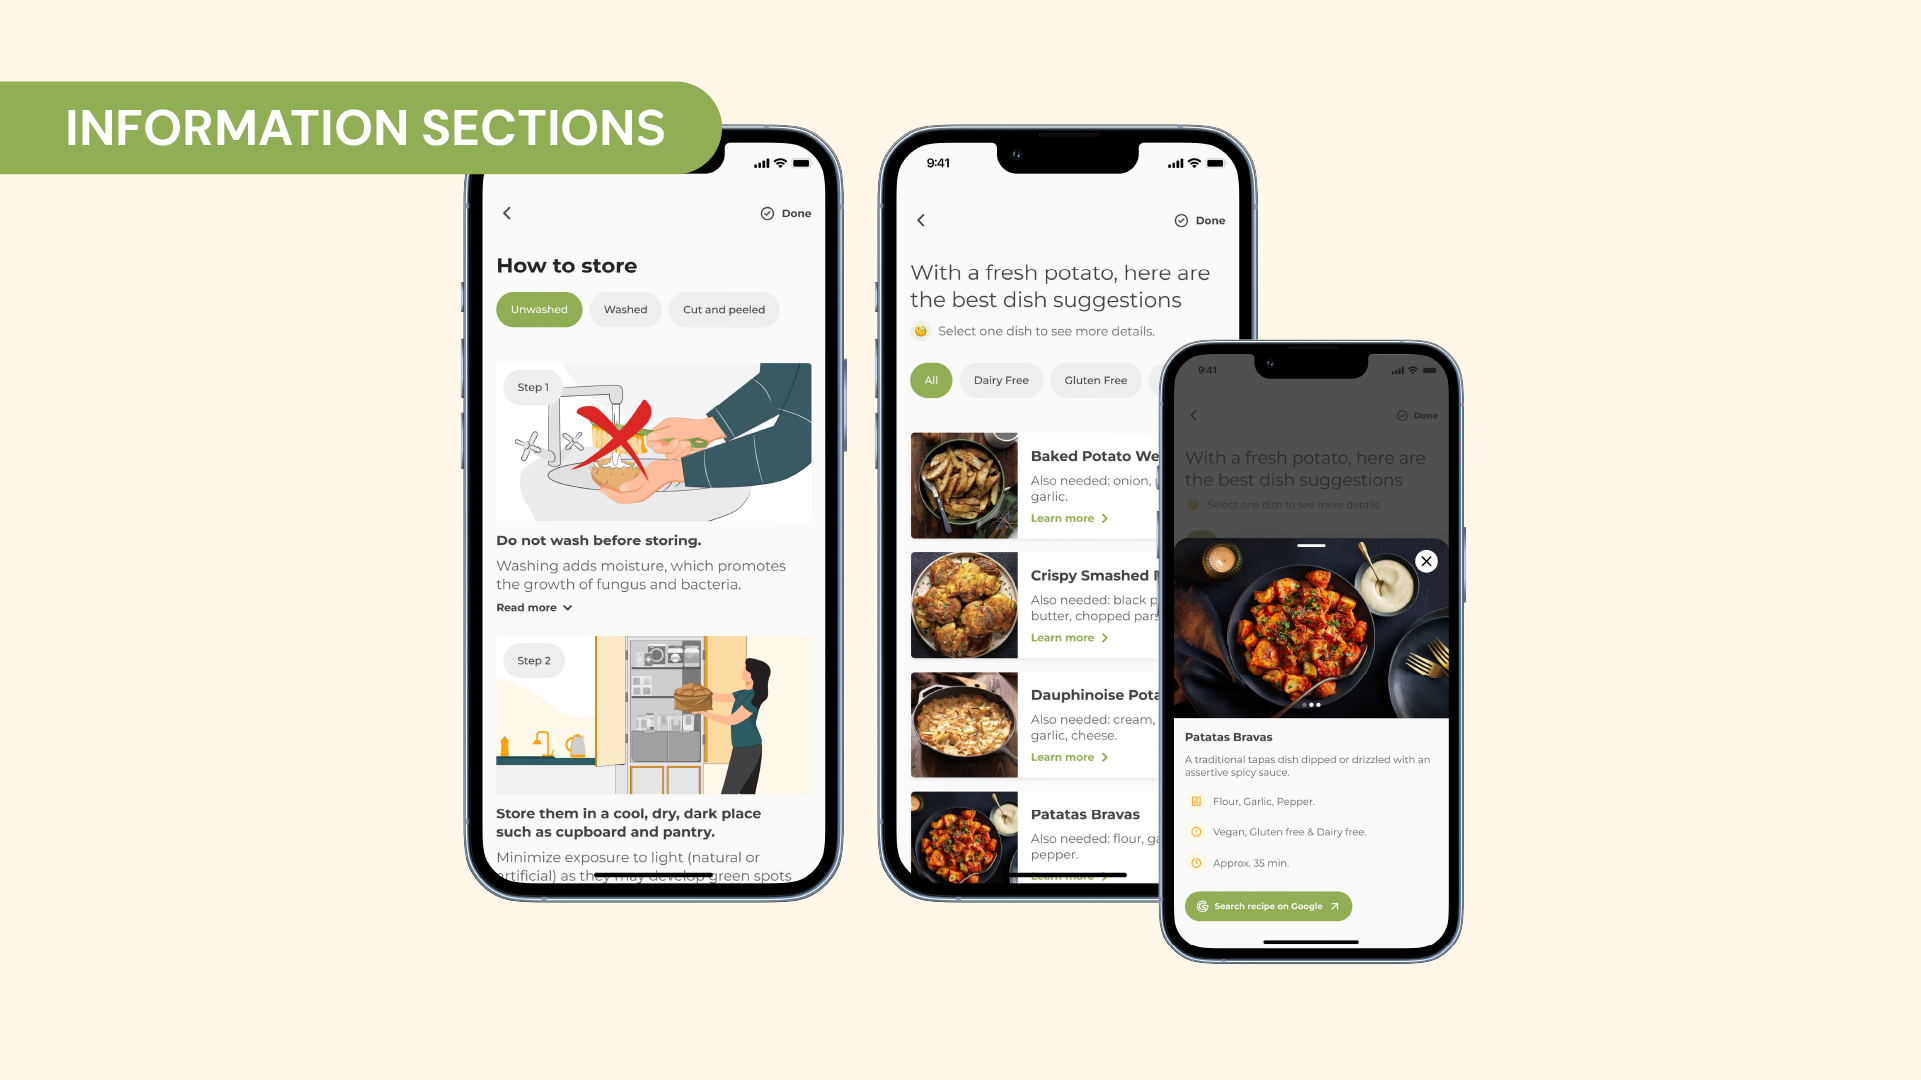 INFORMATION SECTIONS
Done
How to store
Unwashed
Washed
Cut and peeled
Step 1
Do not wash before storing.
Washing adds moisture, which promotes
the growth of fungus and bacteria.
Read more
Step 2
Store them in a cool, dry, dark place
such as cupboard and pantry.
Minimize exposure to light (natural or
artificial) as they may develop green spots
9:41
Done
With a fresh potato, here are
the best dish suggestions
Select one dish to see more details.
All
Dairy Free
Gluten Free
Baked Potato We
Also needed: onion,
garlic.
Learn more
Crispy Smashed
Also needed: black p
butter, chopped pars
Learn more
Dauphinoise Pota
Also needed: cream,
garlic, cheese.
Learn more
Patatas Bravas
Also needed: flour, ga
pepper.
Learn more
9:41
Done
With a fresh potato, here are
the best dish suggestions
Select one dish to see more details.
Patatas Bravas
A traditional tapas dish dipped or drizzled with an
assertive spicy sauce.
Flour, Garlic, Pepper.
Vegan, Gluten free & Dairy free.
Approx. 35 min.
Search recipe on Google